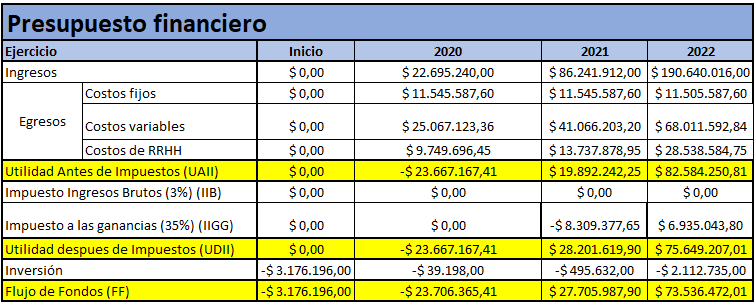 Presupuesto financiero
Ejercicio Inicio 2020 2021 2022
Ingresos $ 0,00 $ 22.695.240,00 $ 86.241.912,00 $ 190.640.016,00
Egresos Costos fijos $ 0,00 $ 11.545.587,60 $ 11.545.587,60 $ 11.505.587,60
Costos variables $ 0,00 $ 25.067.123,36 $ 41.066.203,20 $ 68.011.592,84
Costos de RRHH $ 0,00 $ 9.749.696,45 $ 13.737.878,95 $ 28.538.584,75
Utilidad Antes de Impuestos (UAII) $ 0,00 -$ 23.667.167,41 $ 19.892.242,25 $ 82.584.250,81
Impuesto Ingresos Brutos (3%) (IIB) $ 0,00 $ 0,00 $ 0,00 $ 0,00
Impuesto a las ganancias (35%) (IIGG) $ 0,00 $ 0,00 -$ 8.309.377,65 $ 6.935.043,80
Utilidad despues de Impuestos (UDII) $ 0,00 -$ 23.667.167,41 $ 28.201.619,90 $ 75.649.207,01
Inversión -$ 3.176.196,00 -$ 39.198,00 -$ 495.632,00 -$ 2.112.735,00
Flujo de Fondos (FF) -$ 3.176.196,00 -$ 23.706.365,41 $ 27.705.987,90 $ 73.536.472,01